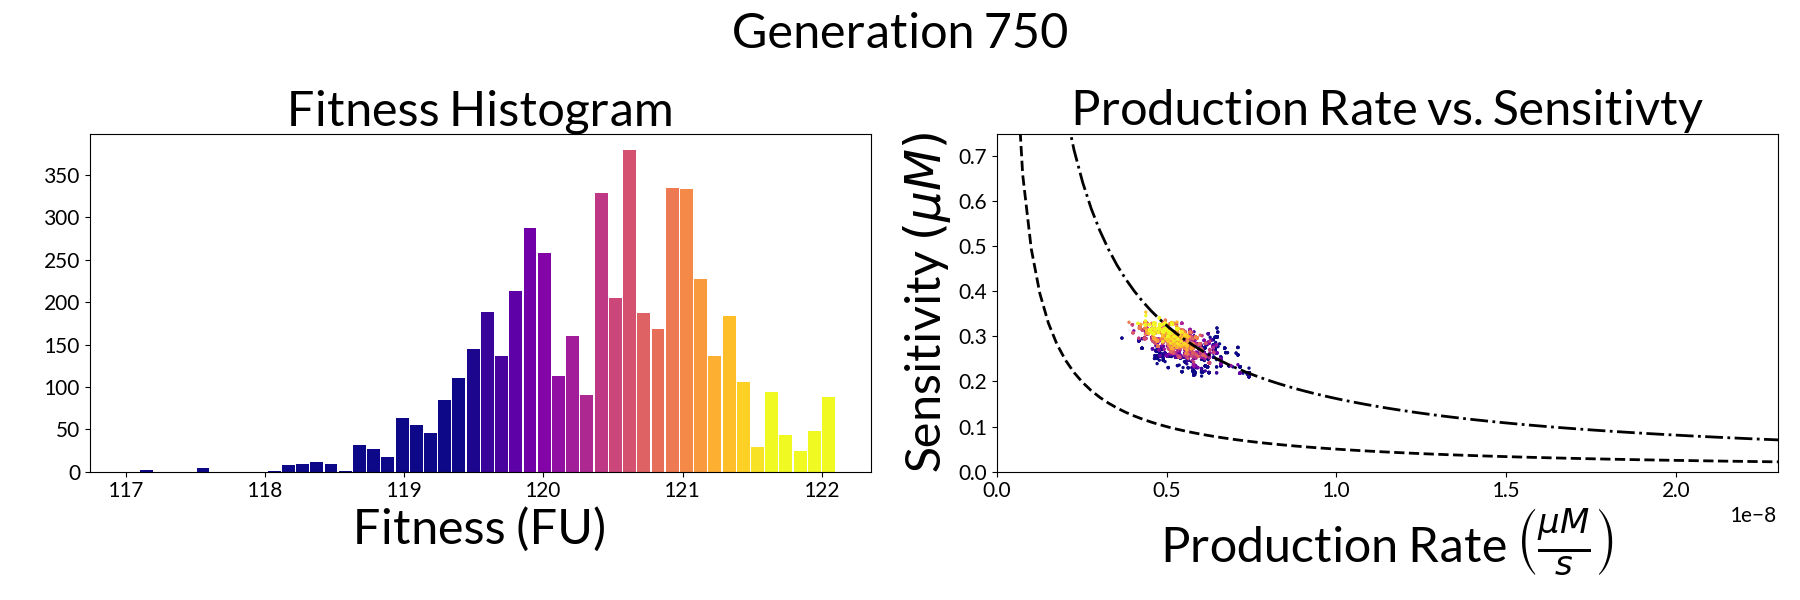 Generation 750
Fitness Histogram
350
300
250
200
150
100
50
0
117 118 119 120 121 122
Fitness (FU)
Production Rate vs. Sensitivty
Sensitivity (μM)
0.7
0.6
0.5
0.4
0.3
0.2
0.1
0.0
0.0 0.5 1.0 1.5 2.0
1e−8
Production Rate (μM/s)